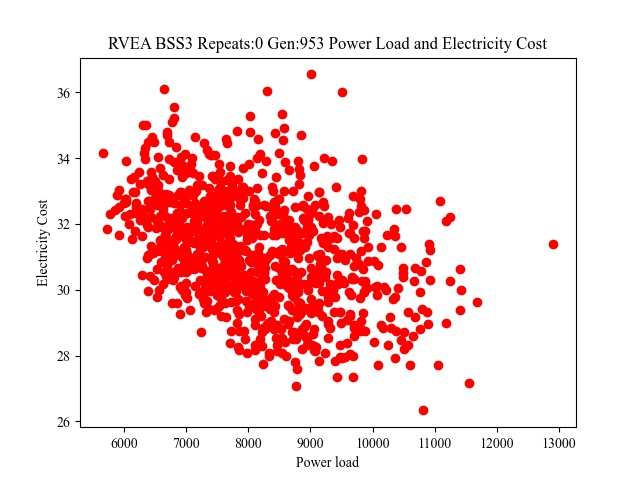 RVEA BSS3 Repeats:0 Gen:953 Power Load and Electricity Cost
36
34
32
30
28
26
Electricity Cost
6000 7000 8000 9000 10000 11000 12000 13000
Power load